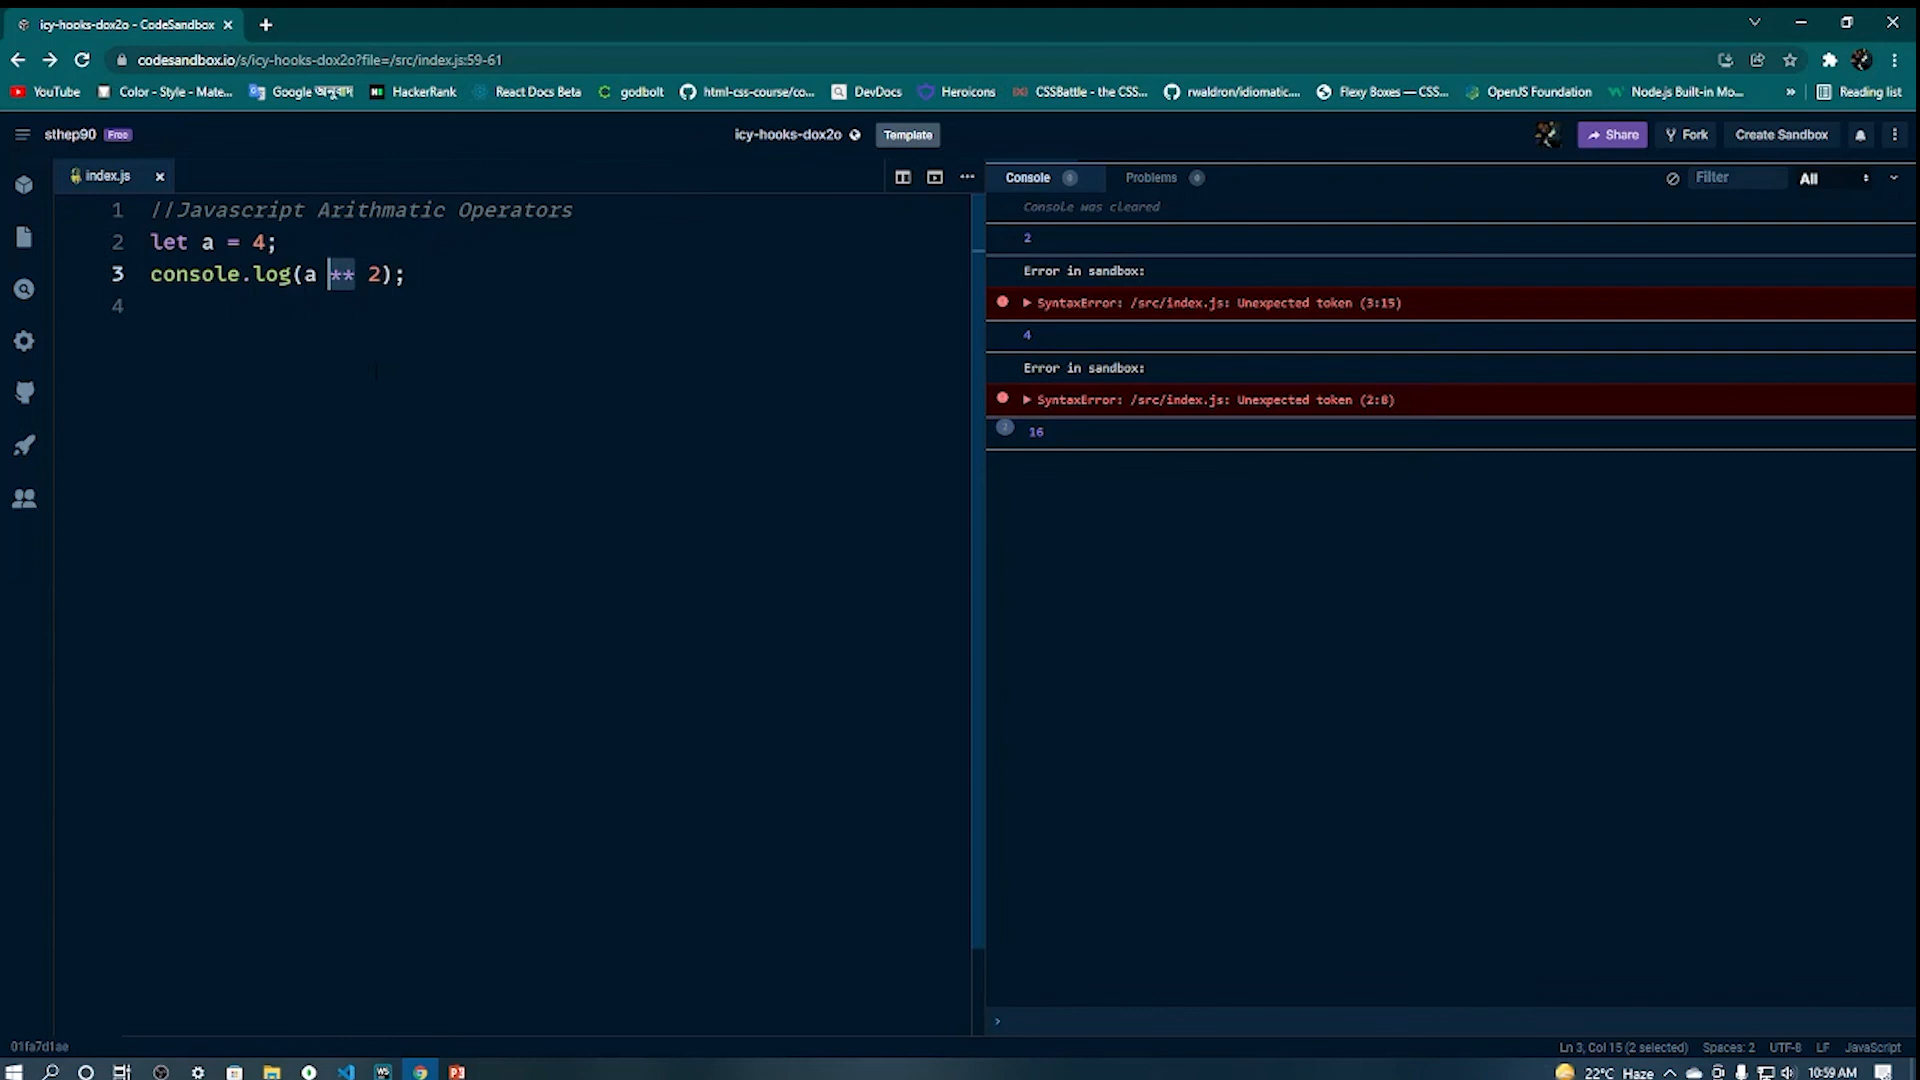 icy-hooks-dox2o - CodeSandbox
codesandbox.io/s/icy-hooks-dox2o?file=/src/index.js:59-61
YouTube Color - Style - Mate... Google অনুবাদ HackerRank React Docs Beta godbolt html-css-course/co... DevDocs Heroicons CSSBattle - the CSS... rwaldron/idiomatic.... Flexy Boxes — CSS... OpenJS Foundation Node.js Built-in Mo... » Reading list
sthep90 Free icy-hooks-dox2o Template Share Fork Create Sandbox
index.js
Console 0 Problems 0 Filter All
1 //Javascript Arithmatic Operators
2 let a = 4;
3 console.log(a ** 2);
4
Console was cleared
2
Error in sandbox:
SyntaxError: /src/index.js: Unexpected token (3:15)
4
Error in sandbox:
SyntaxError: /src/index.js: Unexpected token (2:8)
2 16
01fa7d1ae
Ln 3, Col 15 (2 selected) Spaces: 2 UTF-8 LF JavaScript
22°C Haze 10:59 AM